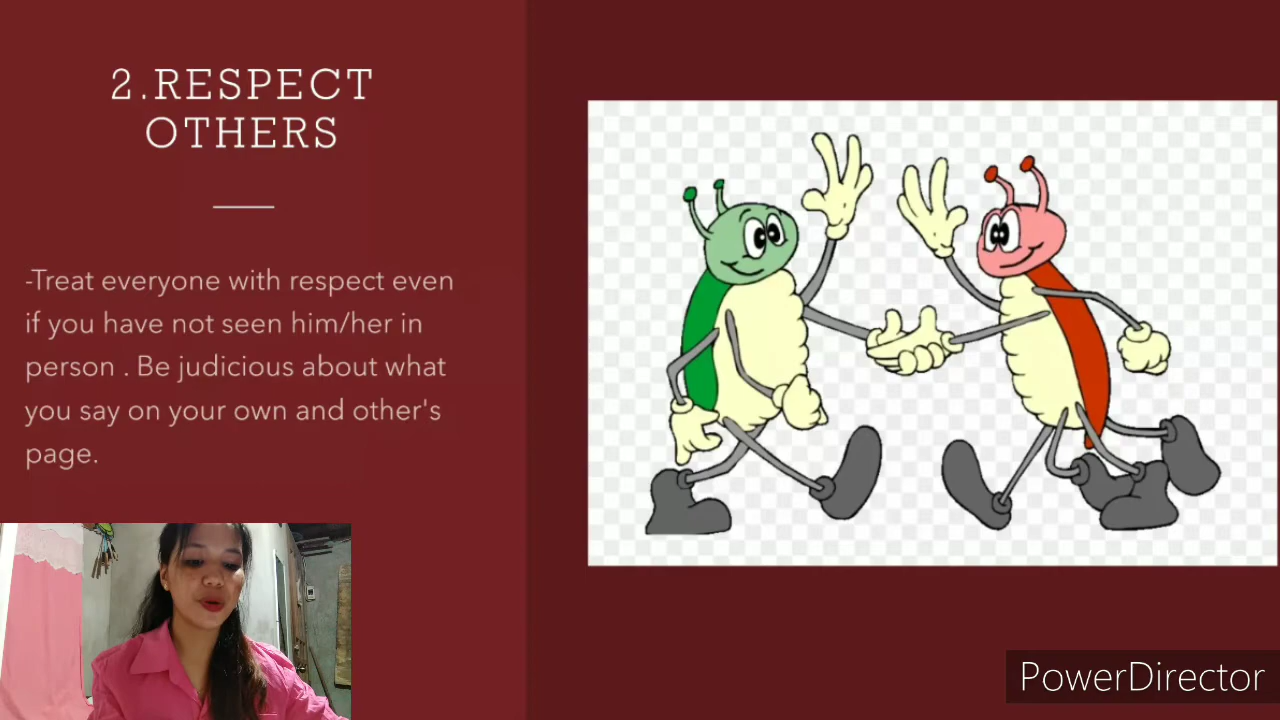 2.RESPECT
OTHERS
-Treat everyone with respect even
if you have not seen him/her in
person . Be judicious about what
you say on your own and other's
page.
PowerDirector